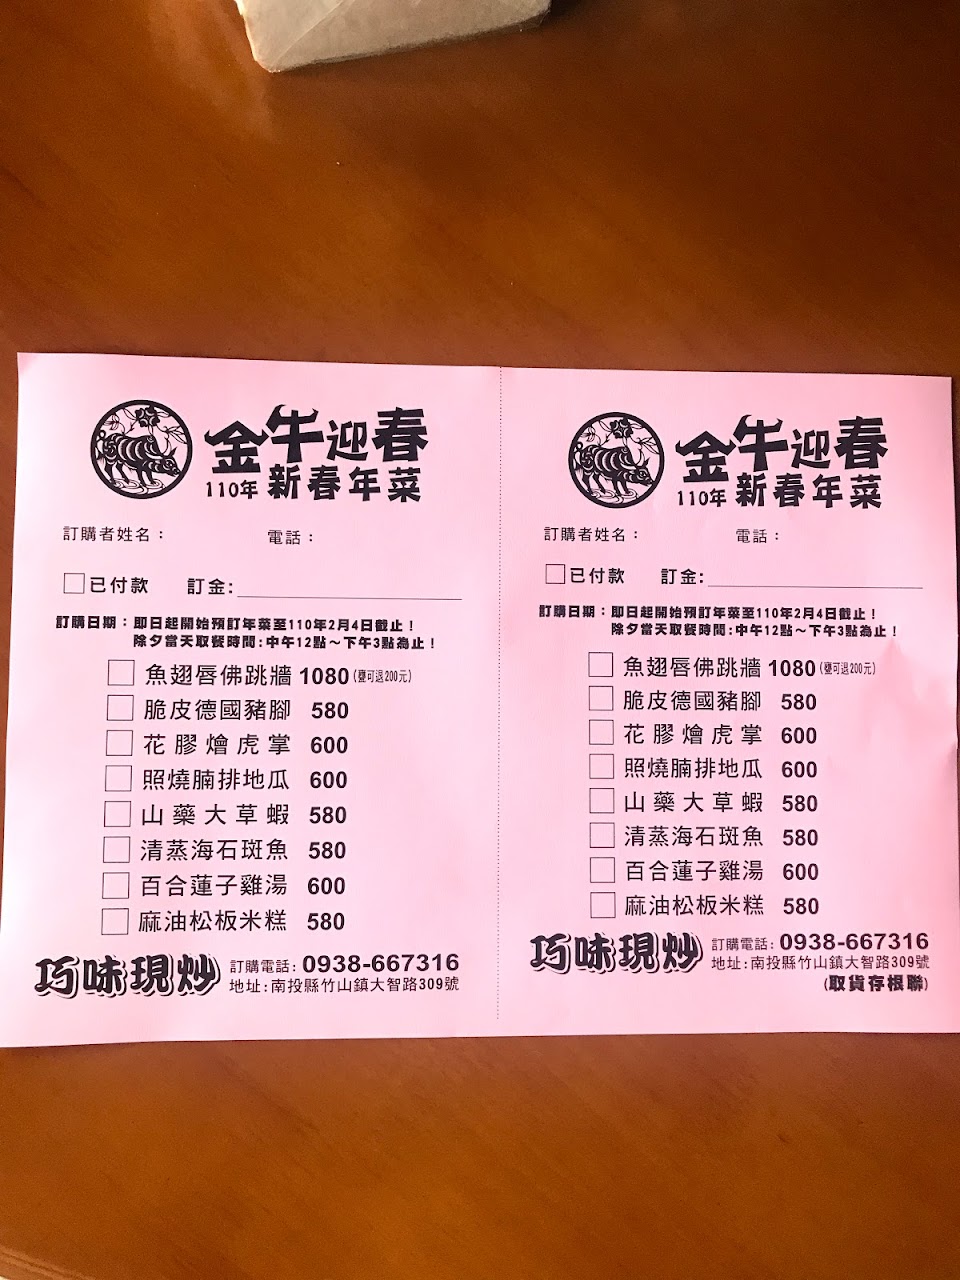 金牛迎春
110年 新春年菜
訂購者姓名： 電話：
已付款 訂金:
訂購日期：即日起開始預訂年菜至110年2月4日截止！
除夕當天取餐時間:中午12點～下午3點為止！
魚翅唇佛跳牆 1080(甕可退200元)
脆皮德國豬腳 580
花膠燴虎掌 600
照燒腩排地瓜 600
山藥大草蝦 580
清蒸海石斑魚 580
百合蓮子雞湯 600
麻油松板米糕 580
巧味現炒 訂購電話: 0938-667316
地址:南投縣竹山鎮大智路309號
金牛迎春
110年 新春年菜
訂購者姓名： 電話：
已付款 訂金:
訂購日期：即日起開始預訂年菜至110年2月4日截止！
除夕當天取餐時間:中午12點～下午3點為止！
魚翅唇佛跳牆 1080(甕可退200元)
脆皮德國豬腳 580
花膠燴虎掌 600
照燒腩排地瓜 600
山藥大草蝦 580
清蒸海石斑魚 580
百合蓮子雞湯 600
麻油松板米糕 580
巧味現炒 訂購電話: 0938-667316
地址:南投縣竹山鎮大智路309號
(取貨存根聯)